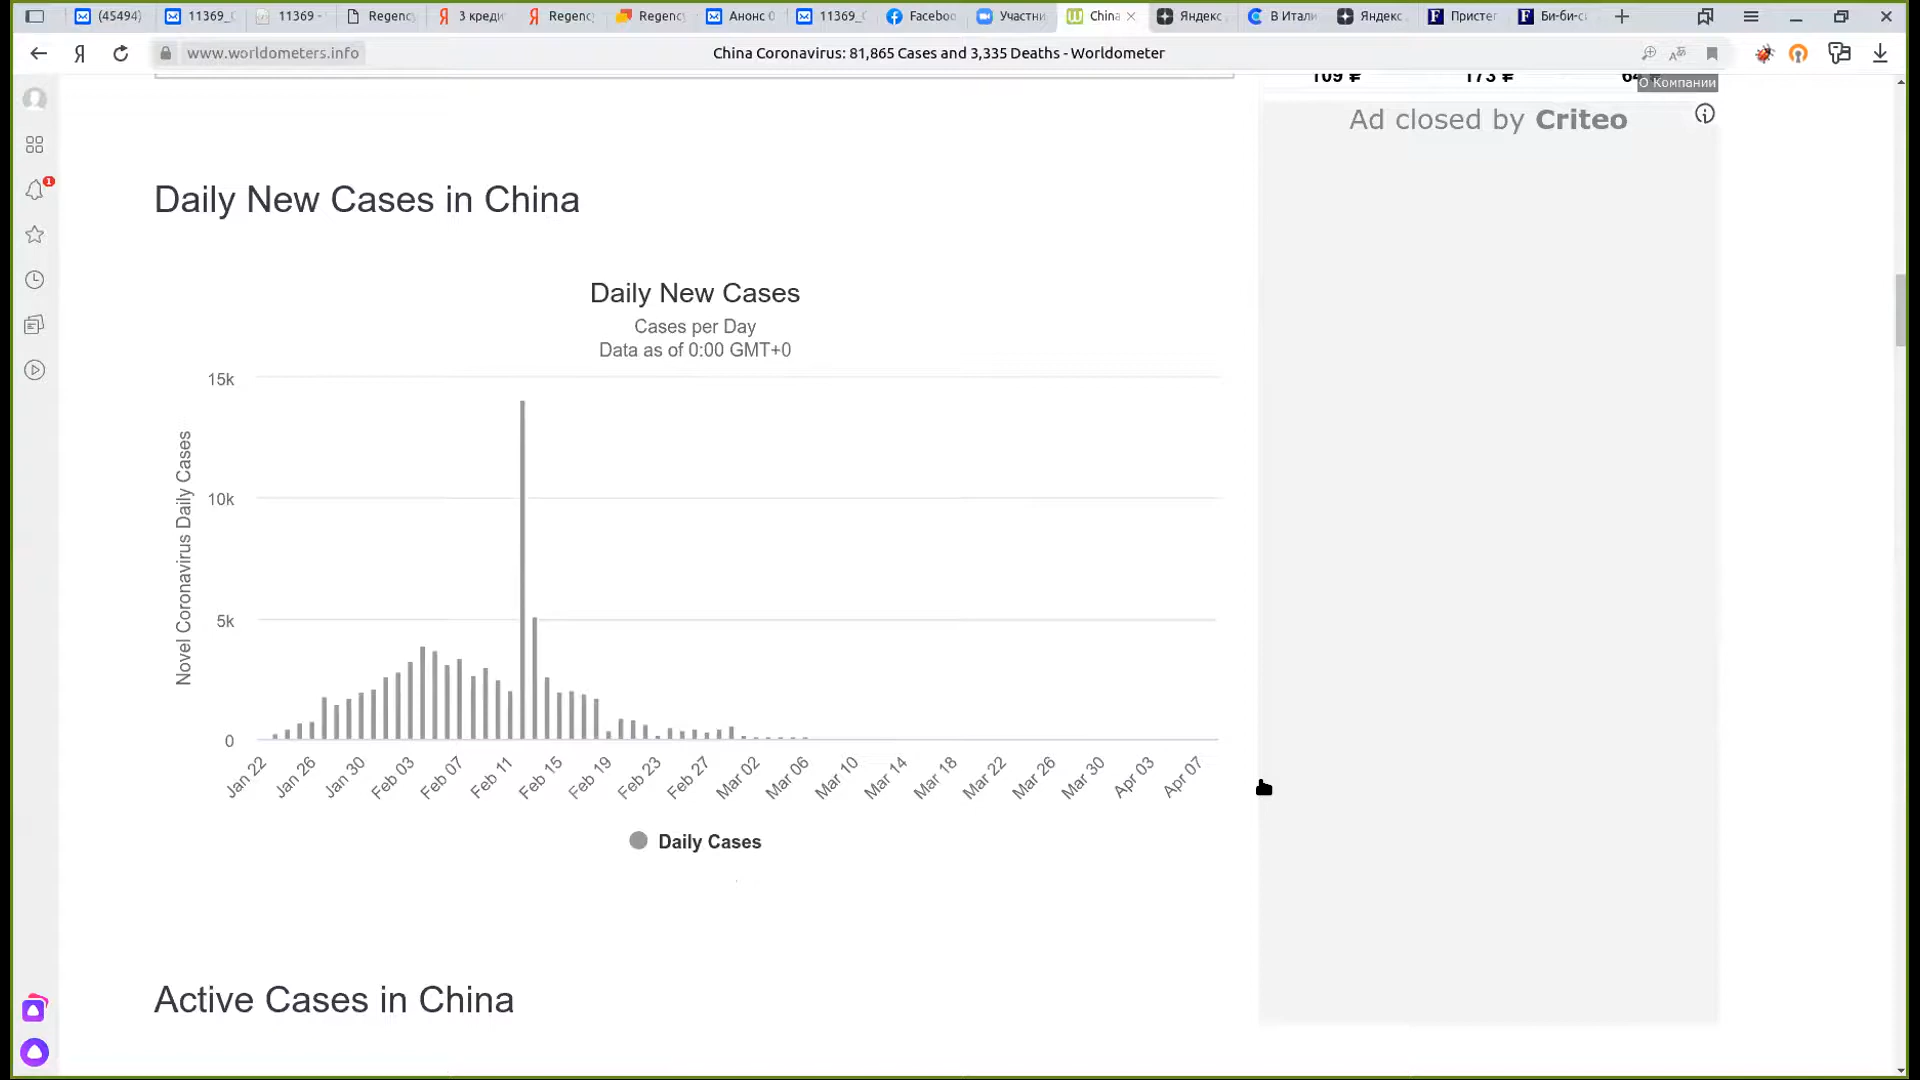 (45494)
11369_
11369 -
Regenc
3 креди
Regenc
Regenc
Анонс 0
11369_
Faceboo
Участни
China
Яндекс
В Итали
Яндекс
Пристег
Би-би-с
www.worldometers.info
China Coronavirus: 81,865 Cases and 3,335 Deaths - Worldometer
109 ₽
173 ₽
О Компании
Ad closed by Criteo
1
Daily New Cases in China
Daily New Cases
Cases per Day
Data as of 0:00 GMT+0
Novel Coronavirus Daily Cases
15k
10k
5k
0
Jan 22
Jan 26
Jan 30
Feb 03
Feb 07
Feb 11
Feb 15
Feb 19
Feb 23
Feb 27
Mar 02
Mar 06
Mar 10
Mar 14
Mar 18
Mar 22
Mar 26
Mar 30
Apr 03
Apr 07
Daily Cases
Active Cases in China